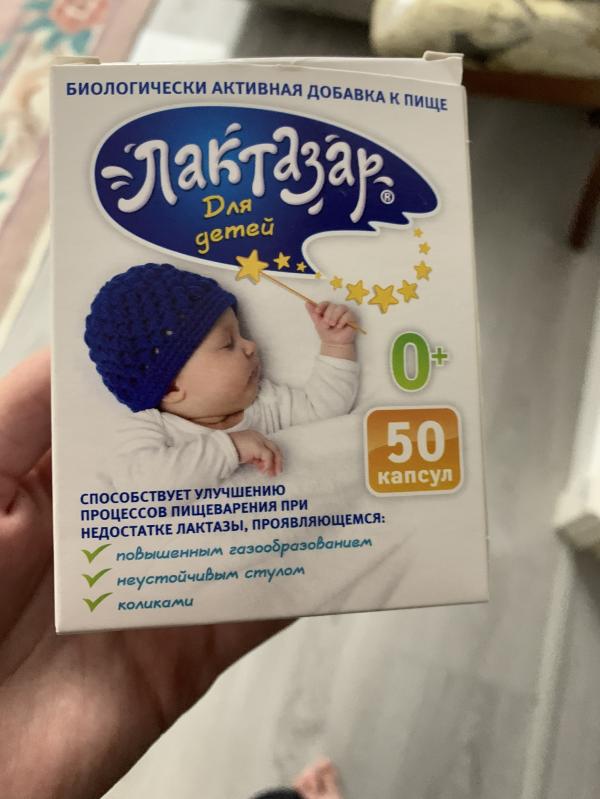 БИОЛОГИЧЕСКИ АКТИВНАЯ ДОБАВКА К ПИЩЕ
Лактазар®
Для
детей
0+
50
капсул
СПОСОБСТВУЕТ УЛУЧШЕНИЮ
ПРОЦЕССОВ ПИЩЕВАРЕНИЯ ПРИ
НЕДОСТАТКЕ ЛАКТАЗЫ, ПРОЯВЛЯЮЩЕМСЯ:
повышенным газообразованием
неустойчивым стулом
коликами